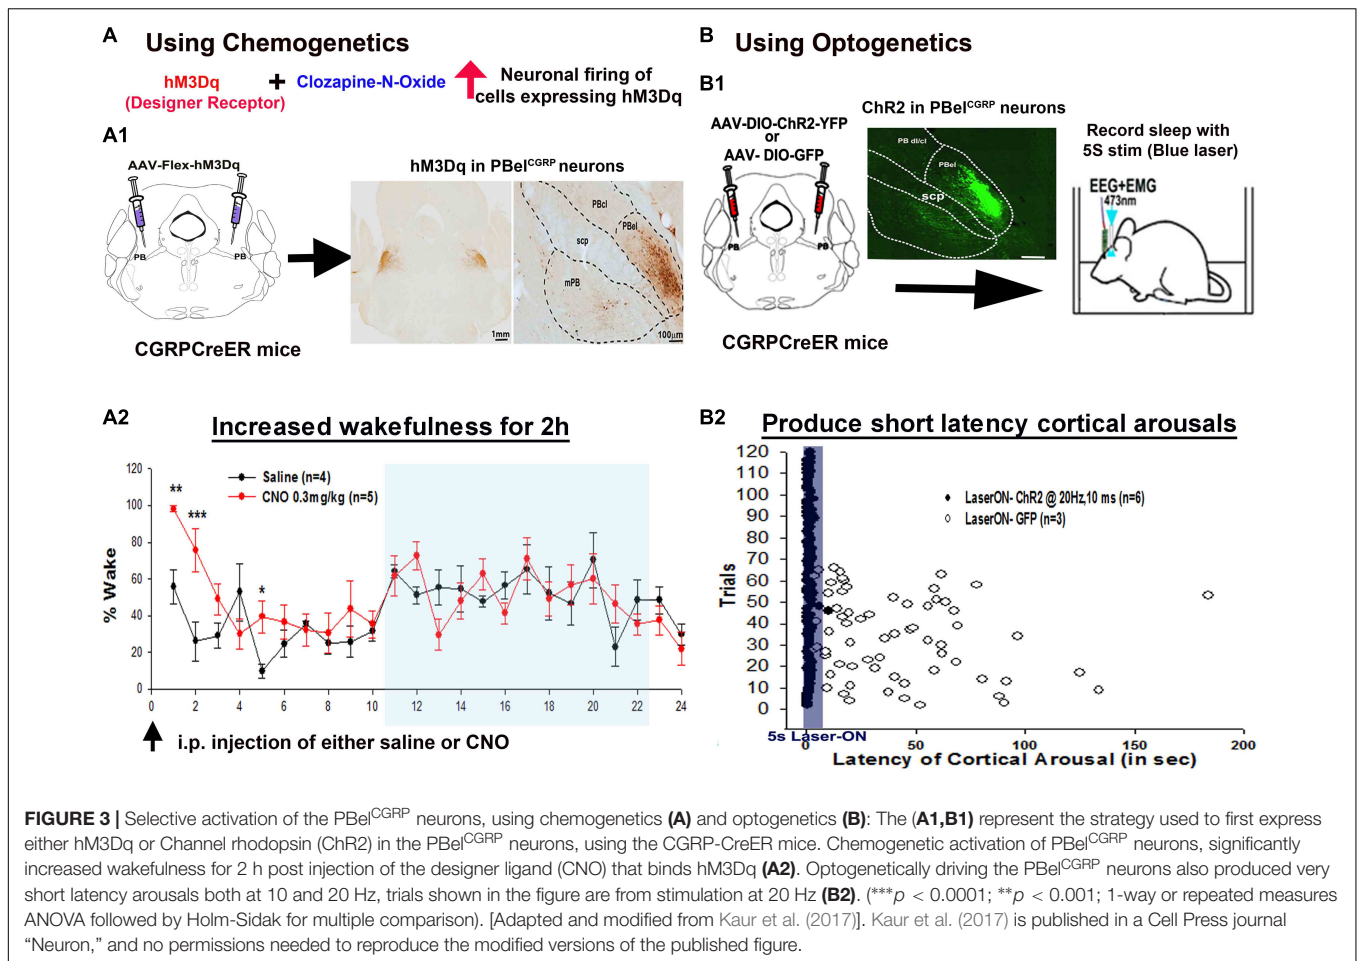 A Using Chemogenetics
hM3Dq + Clozapine-N-Oxide Neuronal firing of
(Designer Receptor) cells expressing hM3Dq
A1
AAV-Flex-hM3Dq
PB PB
CGRPCreER mice
hM3Dq in PBelCGRP neurons
PBcl
PBel
scp
mPB
1mm
100μm
B Using Optogenetics
B1
AAV-DIO-ChR2-YFP
or
AAV- DIO-GFP
PB PB
CGRPCreER mice
ChR2 in PBelCGRP neurons
PB dl/cl
PBel
scp
Record sleep with
5S stim (Blue laser)
EEG+EMG
473nm
A2 Increased wakefulness for 2h
Saline (n=4)
CNO 0.3mg/kg (n=5)
** *** *
% Wake
120
100
80
60
40
20
0
0 2 4 6 8 10 12 14 16 18 20 22 24
i.p. injection of either saline or CNO
B2 Produce short latency cortical arousals
LaserON- ChR2 @ 20Hz,10 ms (n=6)
LaserON- GFP (n=3)
Trials
120
110
100
90
80
70
60
50
40
30
20
10
0
0 50 100 150 200
5s Laser-ON
Latency of Cortical Arousal (in sec)
FIGURE 3 | Selective activation of the PBelCGRP neurons, using chemogenetics (A) and optogenetics (B): The (A1,B1) represent the strategy used to first express
either hM3Dq or Channel rhodopsin (ChR2) in the PBelCGRP neurons, using the CGRP-CreER mice. Chemogenetic activation of PBelCGRP neurons, significantly
increased wakefulness for 2 h post injection of the designer ligand (CNO) that binds hM3Dq (A2). Optogenetically driving the PBelCGRP neurons also produced very
short latency arousals both at 10 and 20 Hz, trials shown in the figure are from stimulation at 20 Hz (B2). (***p < 0.0001; **p < 0.001; 1-way or repeated measures
ANOVA followed by Holm-Sidak for multiple comparison). [Adapted and modified from Kaur et al. (2017)]. Kaur et al. (2017) is published in a Cell Press journal
“Neuron,” and no permissions needed to reproduce the modified versions of the published figure.